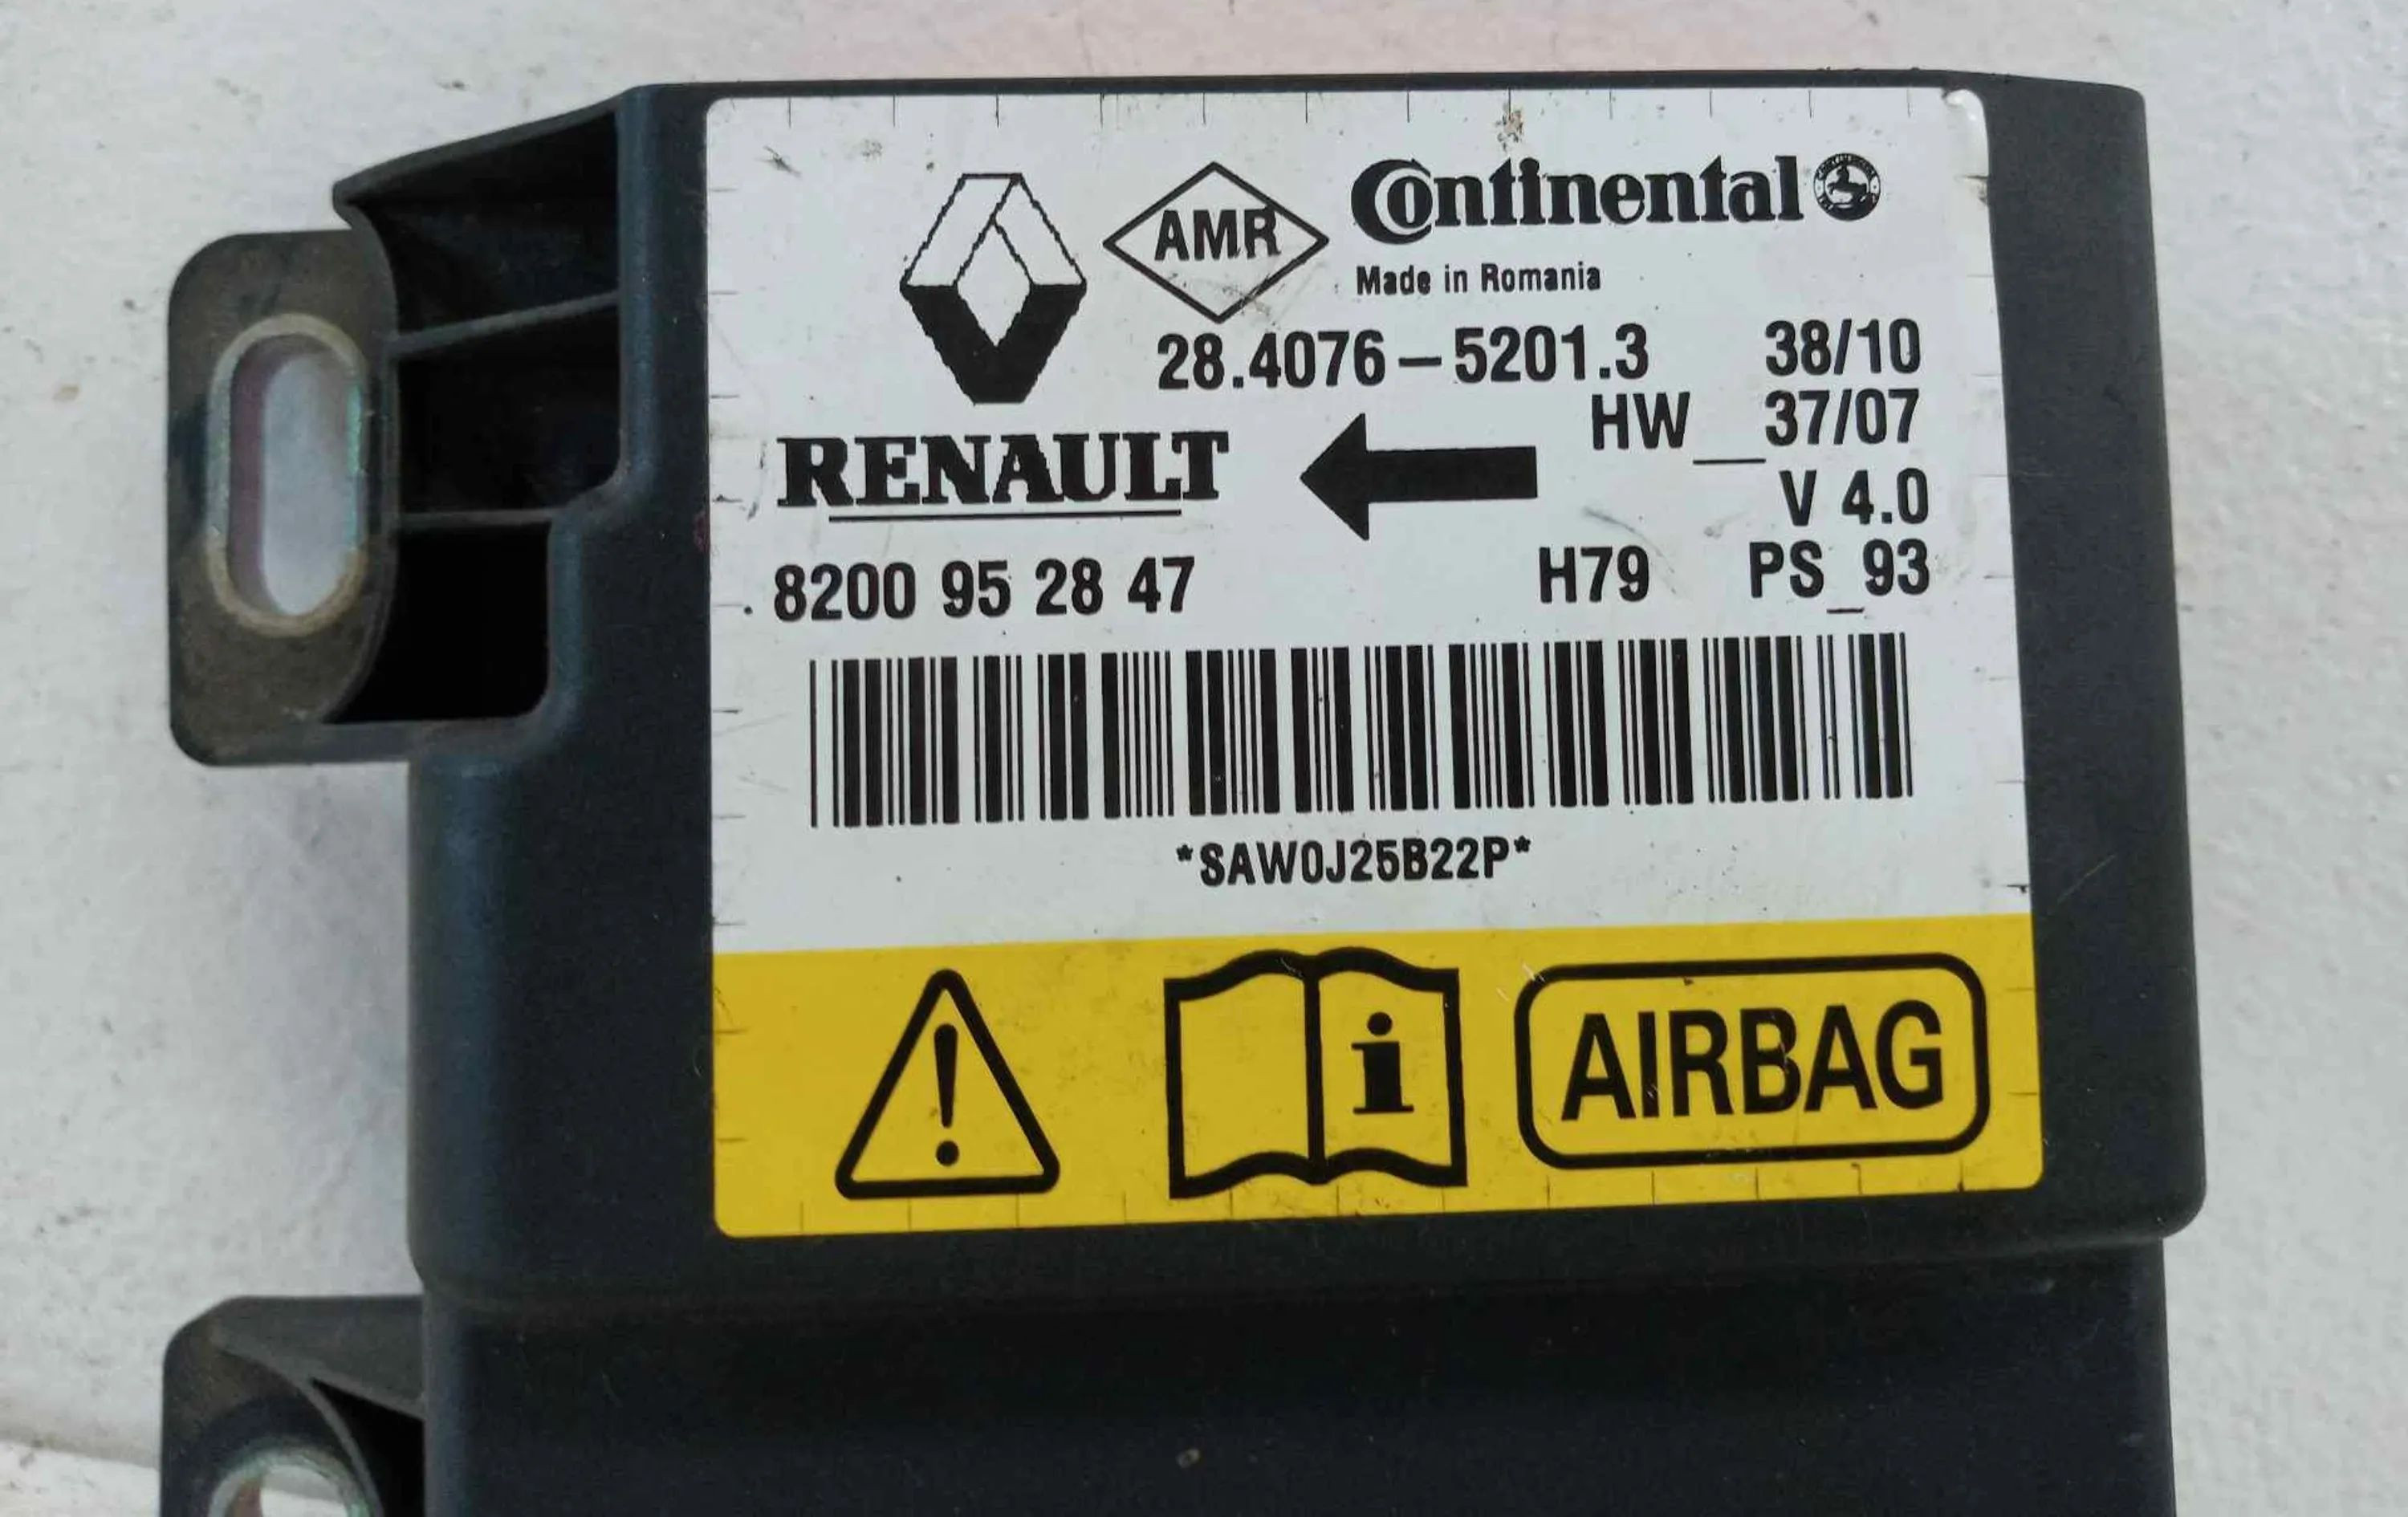 AMR Continental
Made in Romania
28.4076-5201.3 38/10
HW__37/07
RENAULT
V 4.0
8200 95 28 47 H79 PS_93
*SAW0J25B22P*
AIRBAG